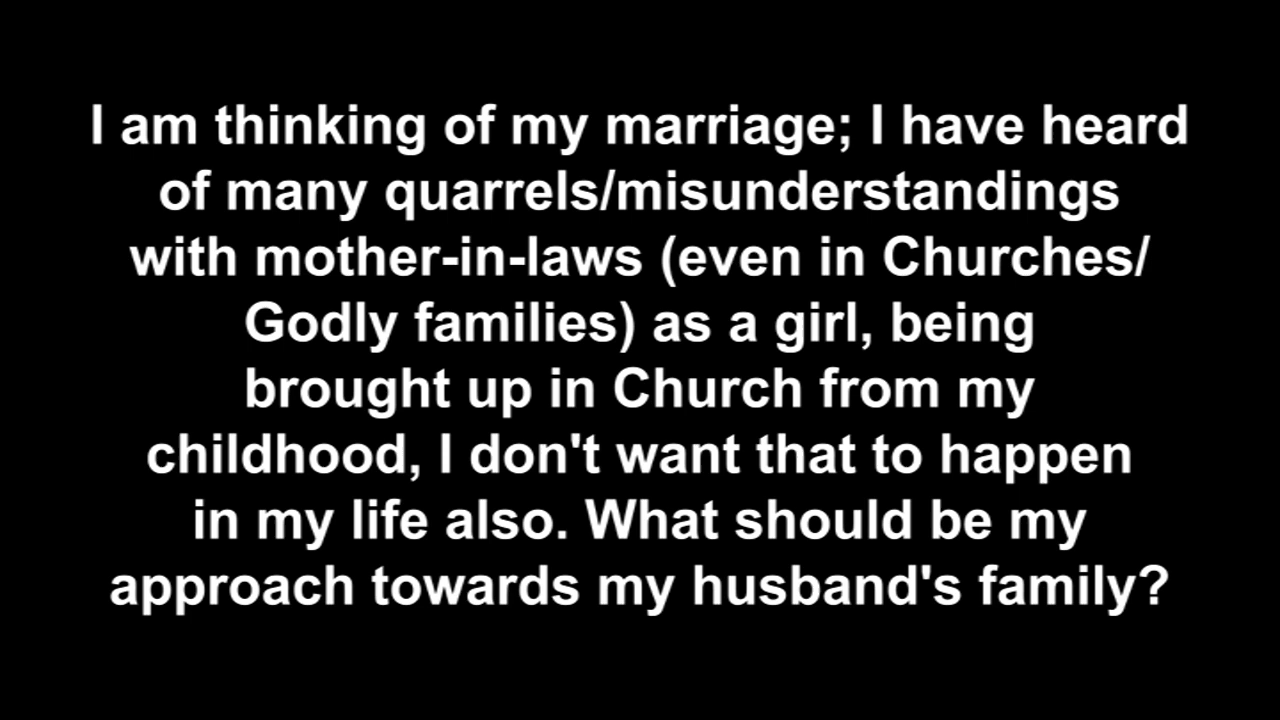 I am thinking of my marriage; I have heard
of many quarrels/misunderstandings
with mother-in-laws (even in Churches/
Godly families) as a girl, being
brought up in Church from my
childhood, I don't want that to happen
in my life also. What should be my
approach towards my husband's family?